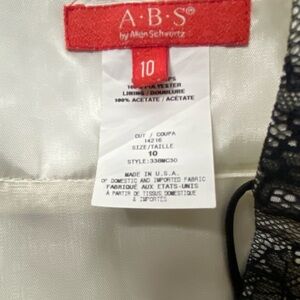 A·B·S®
by Allen Schwartz
10
100% POLYESTER
LINING / DOUBLURE
100% ACETATE / ACETATE
CUT / COUPA
14216
SIZE/TAILLE
10
STYLE:338MC30
MADE IN U.S.A.
OF DOMESTIC AND IMPORTED FABRIC
FABRIQUÉ AUX ETATS-UNIS
À PARTIR DE TISSUS DOMESTIQUE
& IMPORTÉS